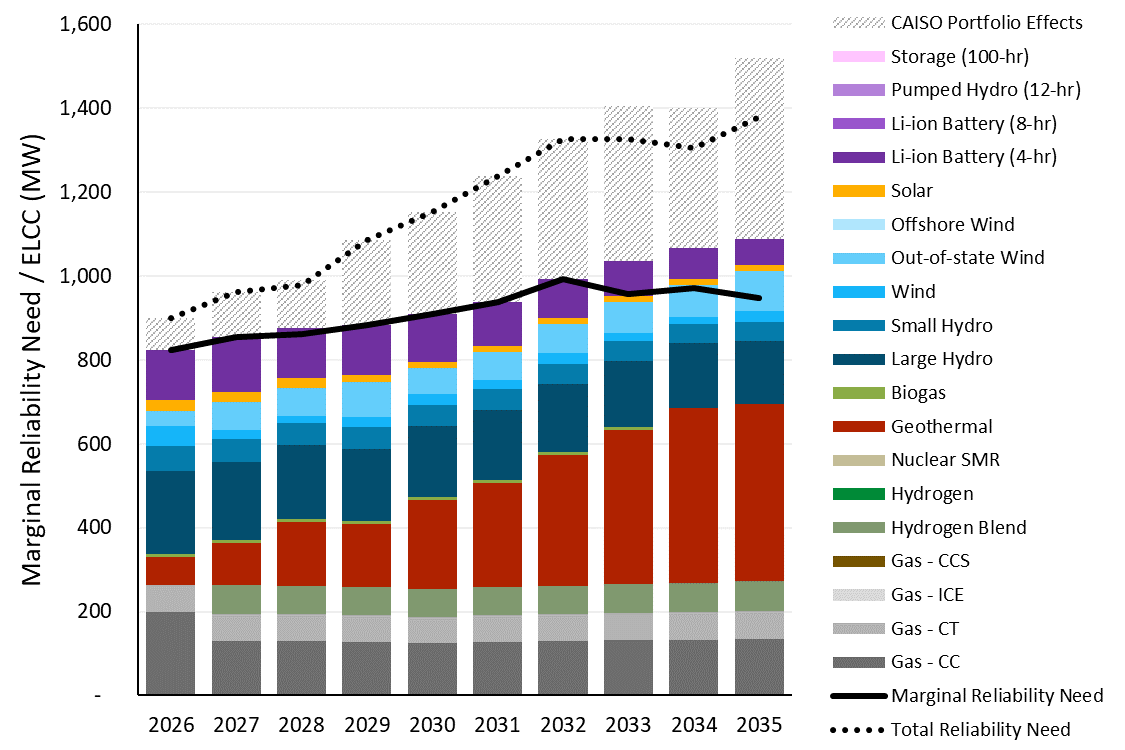 Marginal Reliability Need / ELCC (MW)
1,600
1,400
1,200
1,000
800
600
400
200
-
2026 2027 2028 2029 2030 2031 2032 2033 2034 2035
CAISO Portfolio Effects
Storage (100-hr)
Pumped Hydro (12-hr)
Li-ion Battery (8-hr)
Li-ion Battery (4-hr)
Solar
Offshore Wind
Out-of-state Wind
Wind
Small Hydro
Large Hydro
Biogas
Geothermal
Nuclear SMR
Hydrogen
Hydrogen Blend
Gas - CCS
Gas - ICE
Gas - CT
Gas - CC
Marginal Reliability Need
Total Reliability Need